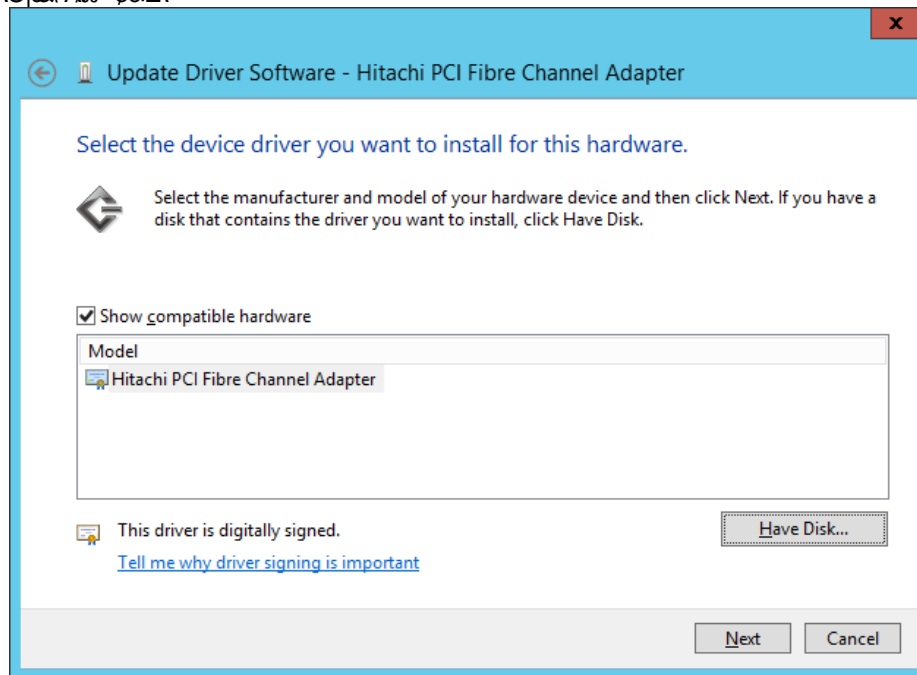 x
Update Driver Software - Hitachi PCI Fibre Channel Adapter
Select the device driver you want to install for this hardware.
Select the manufacturer and model of your hardware device and then click Next. If you have a
disk that contains the driver you want to install, click Have Disk.
Show compatible hardware
Model
Hitachi PCI Fibre Channel Adapter
This driver is digitally signed.
Have Disk...
Tell me why driver signing is important
Next
Cancel